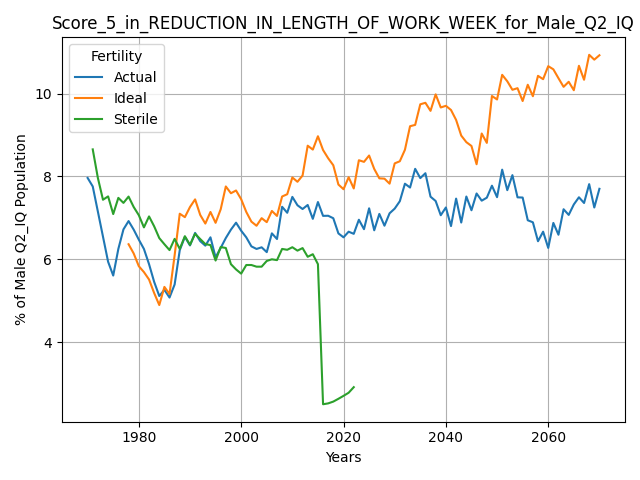 Score_5_in_REDUCTION_IN_LENGTH_OF_WORK_WEEK_for_Male_Q2_IQ
Fertility
Actual
Ideal
Sterile
% of Male Q2_IQ Population
10
8
6
4
1980 2000 2020 2040 2060
Years